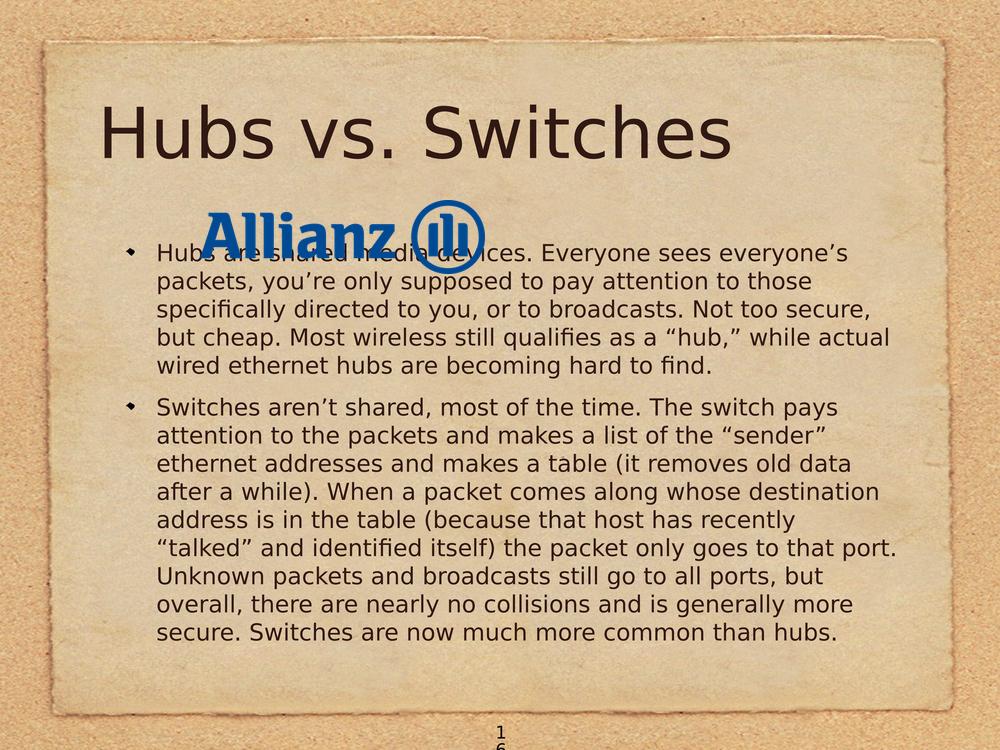 Hubs vs. Switches
Allianz
Hubs are shared media devices. Everyone sees everyone’s
packets, you’re only supposed to pay attention to those
specifically directed to you, or to broadcasts. Not too secure,
but cheap. Most wireless still qualifies as a “hub,” while actual
wired ethernet hubs are becoming hard to find.
Switches aren’t shared, most of the time. The switch pays
attention to the packets and makes a list of the “sender”
ethernet addresses and makes a table (it removes old data
after a while). When a packet comes along whose destination
address is in the table (because that host has recently
“talked” and identified itself) the packet only goes to that port.
Unknown packets and broadcasts still go to all ports, but
overall, there are nearly no collisions and is generally more
secure. Switches are now much more common than hubs.
1
6